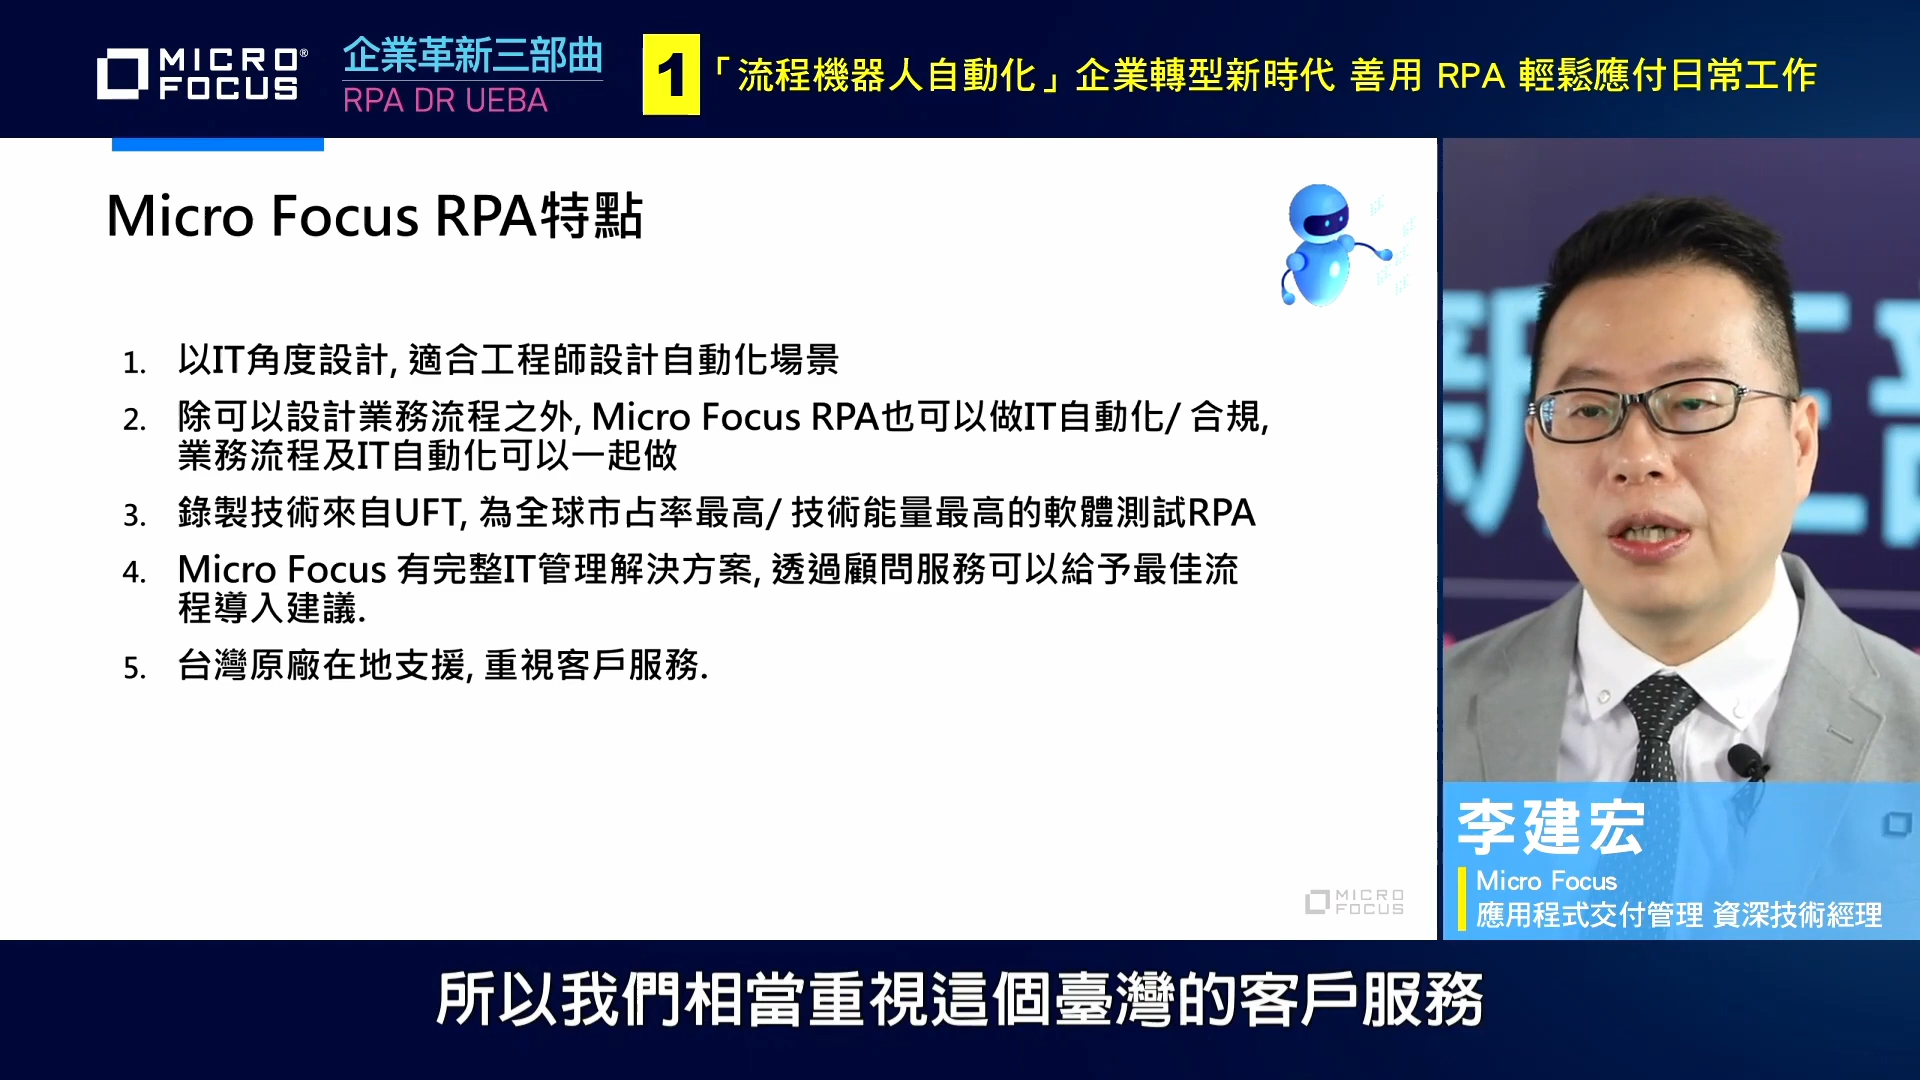 MICRO FOCUS®
企業革新三部曲
RPA DR UEBA
1
「流程機器人自動化」企業轉型新時代 善用 RPA 輕鬆應付日常工作
Micro Focus RPA特點
1. 以IT角度設計, 適合工程師設計自動化場景
2. 除可以設計業務流程之外, Micro Focus RPA也可以做IT自動化/ 合規,
業務流程及IT自動化可以一起做
3. 錄製技術來自UFT, 為全球市占率最高/ 技術能量最高的軟體測試RPA
4. Micro Focus 有完整IT管理解決方案, 透過顧問服務可以給予最佳流
程導入建議.
5. 台灣原廠在地支援, 重視客戶服務.
MICRO FOCUS
李建宏
Micro Focus
應用程式交付管理 資深技術經理
所以我們相當重視這個臺灣的客戶服務